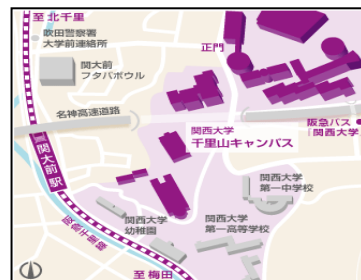 至北千里
吹田警察署
大学前連絡所
正門
関大前
フタバボウル
名神高速道路
阪急バス
「関西大学
関西大学
千里山キャンパス
関大前駅
関西大学
第一中学校
阪急千里線
関西大学
幼稚園
関西大学
第一高等学校
至梅田